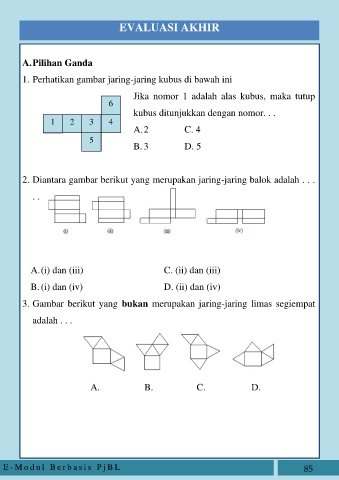 EVALUASI AKHIR
A. Pilihan Ganda
1. Perhatikan gambar jaring-jaring kubus di bawah ini
Jika nomor 1 adalah alas kubus, maka tutup
kubus ditunjukkan dengan nomor. . .
A. 2 C. 4
B. 3 D. 5
6
1 2 3 4
5
2. Diantara gambar berikut yang merupakan jaring-jaring balok adalah . . .
. .
(i) (ii) (iii) (iv)
A. (i) dan (iii) C. (ii) dan (iii)
B. (i) dan (iv) D. (ii) dan (iv)
3. Gambar berikut yang bukan merupakan jaring-jaring limas segiempat
adalah . . .
A. B. C. D.
E-Modul Berbasis PjBL 85